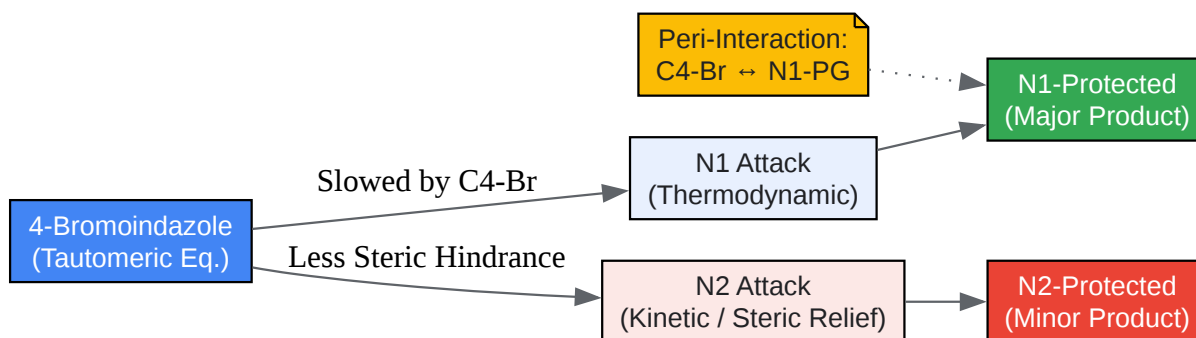 Peri-Interaction:
C4-Br ↔ N1-PG
N1-Protected
(Major Product)
N1 Attack
(Thermodynamic)
Slowed by C4-Br
4-Bromoindazole
(Tautomeric Eq.)
Less Steric Hindrance
N2 Attack
(Kinetic / Steric Relief)
N2-Protected
(Minor Product)